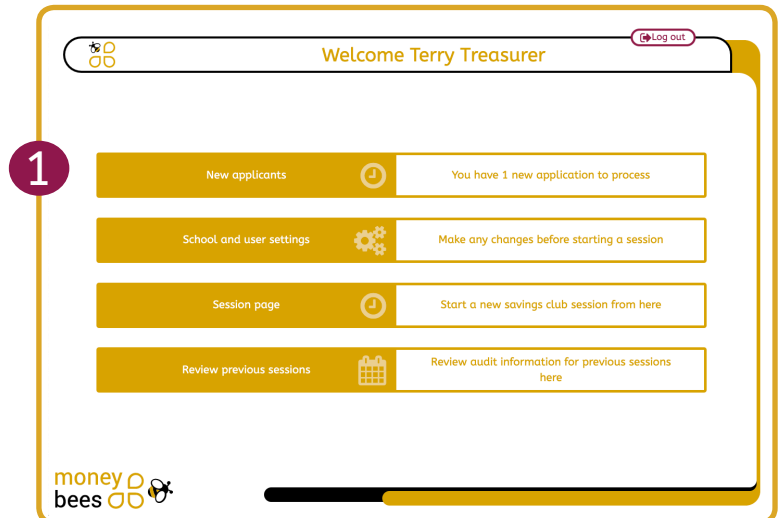 Log out
Welcome Terry Treasurer
1
New applicants
You have 1 new application to process
School and user settings
Make any changes before starting a session
Session page
Start a new savings club session from here
Review previous sessions
Review audit information for previous sessions
here
money
bees